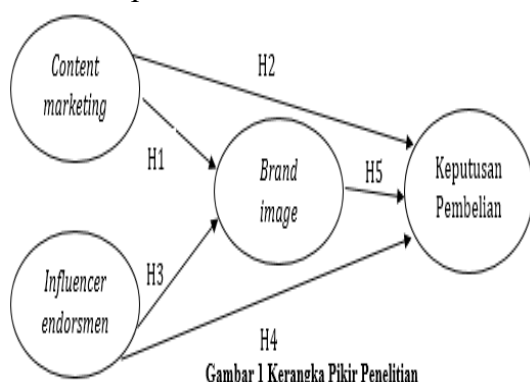 Content
marketing
H2
H1
Brand
image
H5
Keputusan
Pembelian
Influencer
endorsmen
H3
H4
Gambar 1 Kerangka Pikir Penelitian